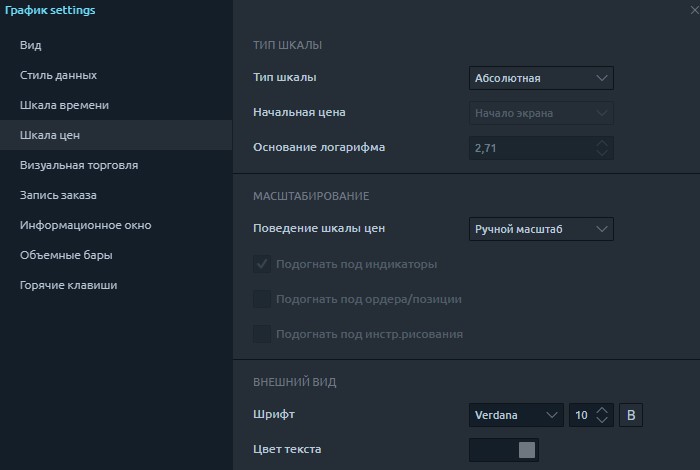 График settings
Вид
Стиль данных
Шкала времени
Шкала цен
Визуальная торговля
Запись заказа
Информационное окно
Объемные бары
Горячие клавиши
ТИП ШКАЛЫ
Тип шкалы Абсолютная
Начальная цена Начало экрана
Основание логарифма 2,71
МАСШТАБИРОВАНИЕ
Поведение шкалы цен Ручной масштаб
Подогнать под индикаторы
Подогнать под ордера/позиции
Подогнать под инстр.рисования
ВНЕШНИЙ ВИД
Шрифт Verdana 10 B
Цвет текста